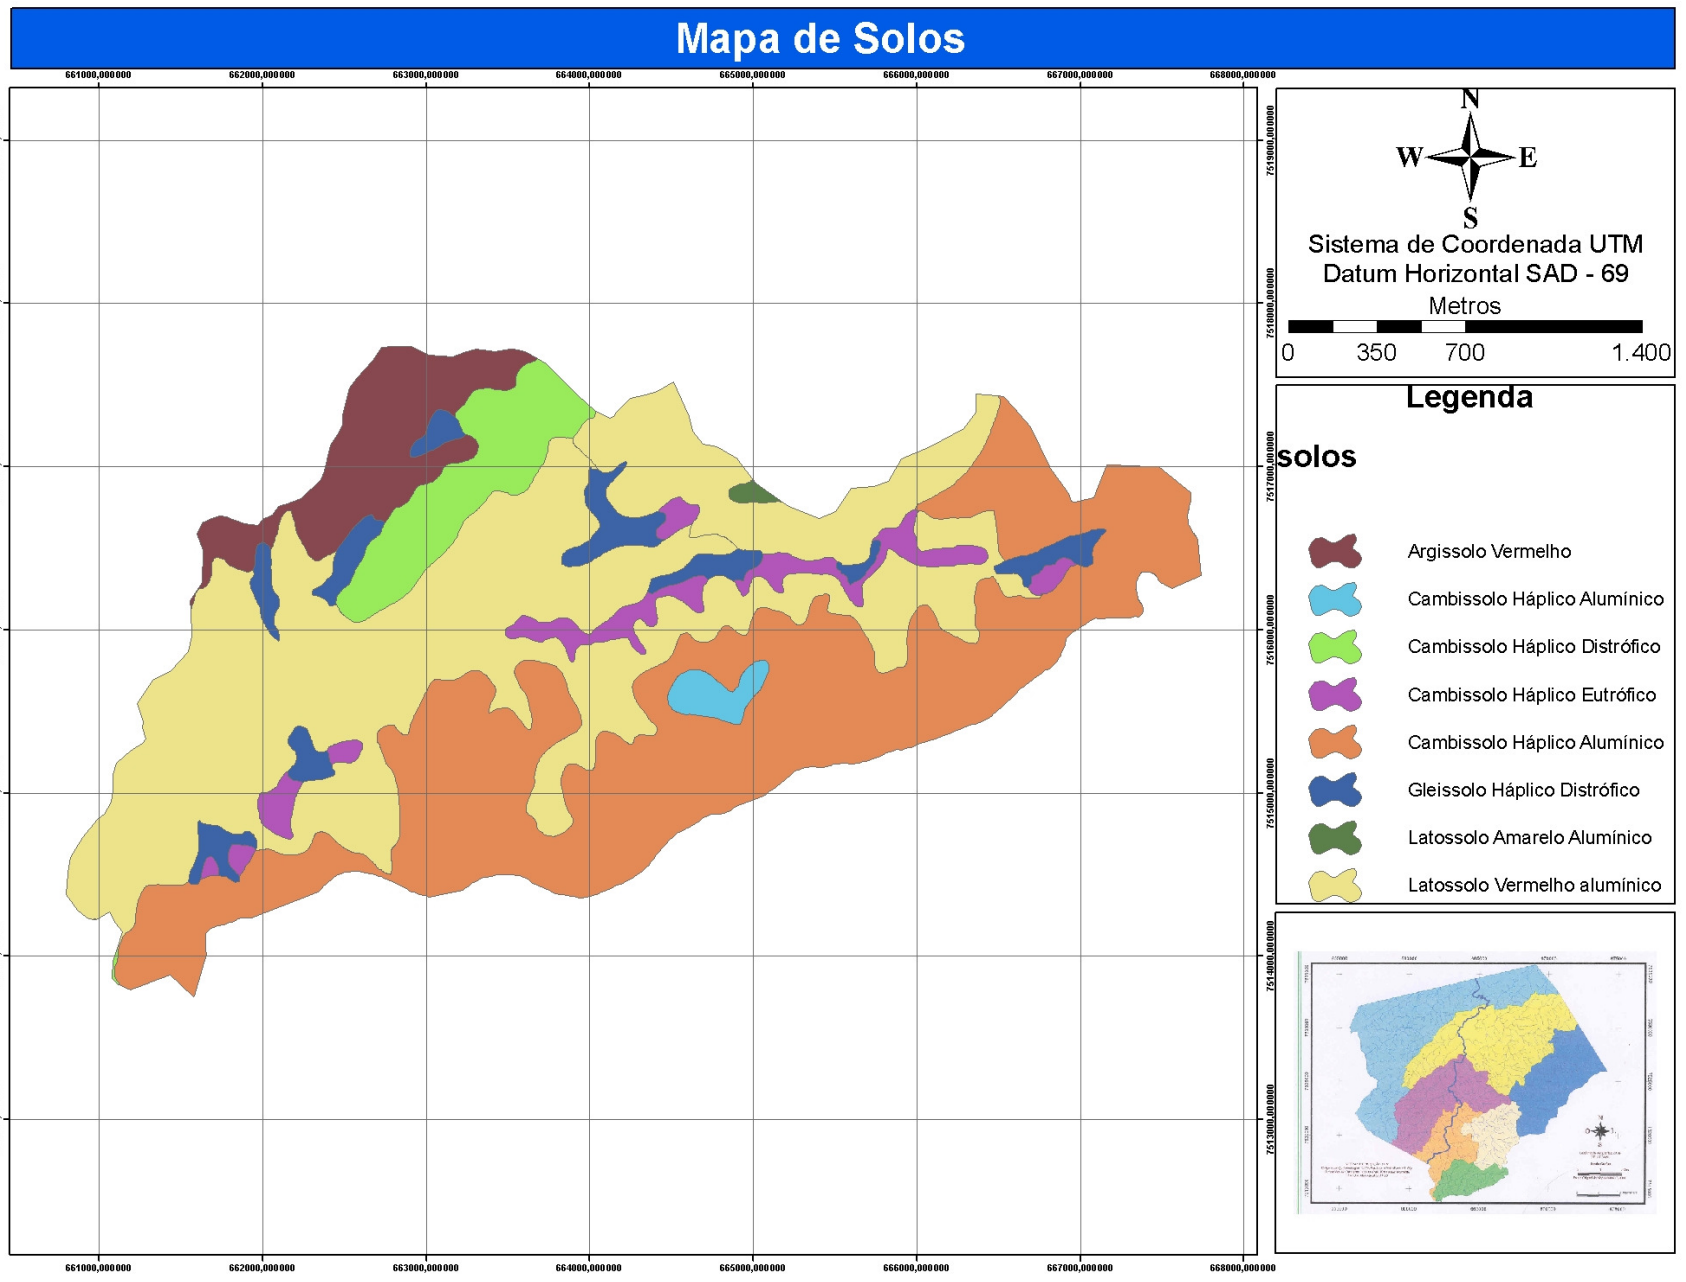 Mapa de Solos
661000,000000 662000,000000 663000,000000 664000,000000 665000,000000 666000,000000 667000,000000 668000,000000
7519000,000000
7518000,000000
7517000,000000
7516000,000000
7515000,000000
7514000,000000
7513000,000000
661000,000000 662000,000000 663000,000000 664000,000000 665000,000000 666000,000000 667000,000000 668000,000000
N
W E
S
Sistema de Coordenada UTM
Datum Horizontal SAD - 69
Metros
0 350 700 1.400
Legenda
solos
Argissolo Vermelho
Cambissolo Háplico Alumínico
Cambissolo Háplico Distrófico
Cambissolo Háplico Eutrófico
Cambissolo Háplico Alumínico
Gleissolo Háplico Distrófico
Latossolo Amarelo Alumínico
Latossolo Vermelho alumínico